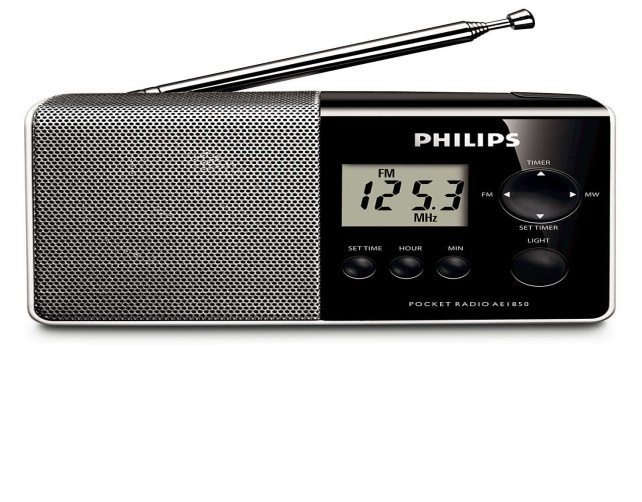 PHILIPS
FM
125.3
MHz
TIMER
FM
MW
SET TIMER
SET TIME
HOUR
MIN
LIGHT
POCKET RADIO AE1850